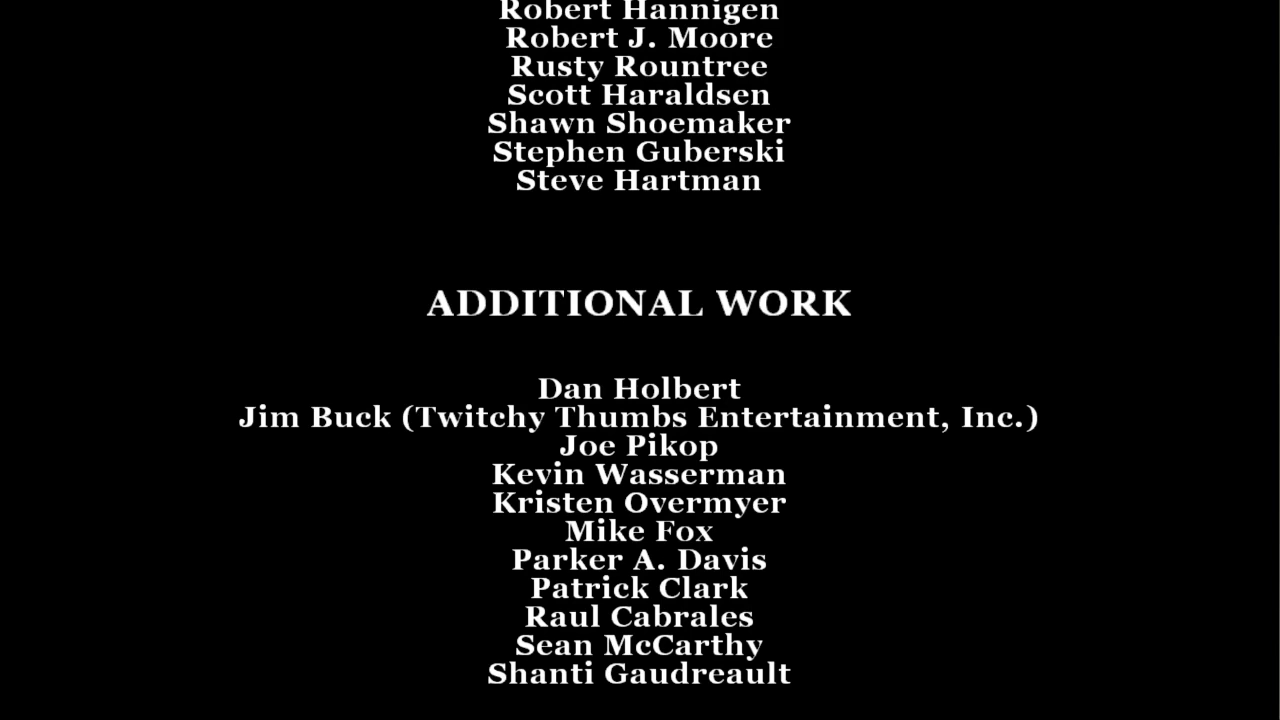 Robert Hannigen
Robert J. Moore
Rusty Rountree
Scott Haraldsen
Shawn Shoemaker
Stephen Guberski
Steve Hartman
ADDITIONAL WORK
Dan Holbert
Jim Buck (Twitchy Thumbs Entertainment, Inc.)
Joe Pikop
Kevin Wasserman
Kristen Overmyer
Mike Fox
Parker A. Davis
Patrick Clark
Raul Cabrales
Sean McCarthy
Shanti Gaudreault